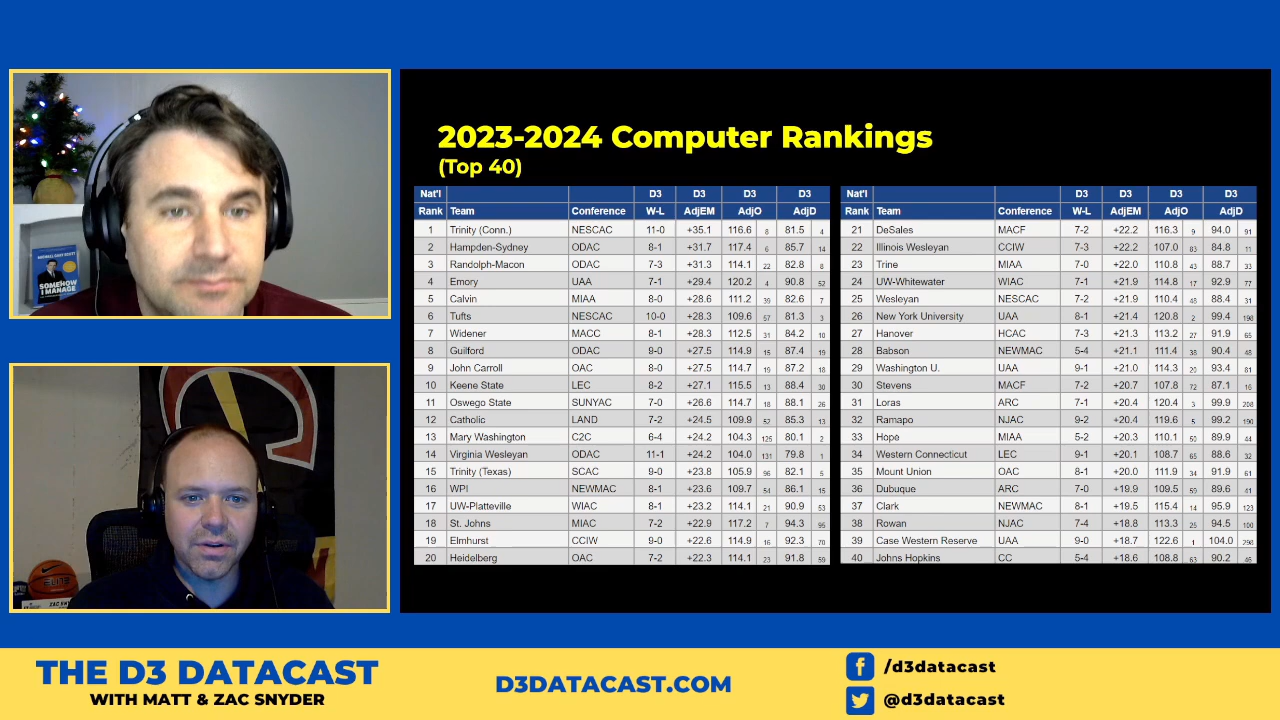 2023-2024 Computer Rankings
(Top 40)
Nat'l D3 D3 D3 D3
Rank Team Conference W-L AdjEM AdjO AdjD
1 Trinity (Conn.) NESCAC 11-0 +35.1 116.6 8 81.5 4
2 Hampden-Sydney ODAC 8-1 +31.7 117.4 6 85.7 14
3 Randolph-Macon ODAC 7-3 +31.3 114.1 22 82.8 8
4 Emory UAA 7-1 +29.4 120.2 4 90.8 52
5 Calvin MIAA 8-0 +28.6 111.2 39 82.6 7
6 Tufts NESCAC 10-0 +28.3 109.6 57 81.3 3
7 Widener MACC 8-1 +28.3 112.5 31 84.2 10
8 Guilford ODAC 9-0 +27.5 114.9 15 87.4 19
9 John Carroll OAC 8-0 +27.5 114.7 19 87.2 18
10 Keene State LEC 8-2 +27.1 115.5 13 88.4 30
11 Oswego State SUNYAC 7-0 +26.6 114.7 18 88.1 26
12 Catholic LAND 7-2 +24.5 109.9 52 85.3 13
13 Mary Washington C2C 6-4 +24.2 104.3 125 80.1 2
14 Virginia Wesleyan ODAC 11-1 +24.2 104.0 131 79.8 1
15 Trinity (Texas) SCAC 9-0 +23.8 105.9 96 82.1 5
16 WPI NEWMAC 8-1 +23.6 109.7 54 86.1 15
17 UW-Platteville WIAC 8-1 +23.2 114.1 21 90.9 53
18 St. Johns MIAC 7-2 +22.9 117.2 7 94.3 95
19 Elmhurst CCIW 9-0 +22.6 114.9 16 92.3 70
20 Heidelberg OAC 7-2 +22.3 114.1 23 91.8 59
Nat'l D3 D3 D3 D3
Rank Team Conference W-L AdjEM AdjO AdjD
21 DeSales MACF 7-2 +22.2 116.3 9 94.0 91
22 Illinois Wesleyan CCIW 7-3 +22.2 107.0 83 84.8 11
23 Trine MIAA 7-0 +22.0 110.8 43 88.7 33
24 UW-Whitewater WIAC 7-1 +21.9 114.8 17 92.9 77
25 Wesleyan NESCAC 7-2 +21.9 110.4 48 88.4 31
26 New York University UAA 8-1 +21.4 120.8 2 99.4 198
27 Hanover HCAC 7-3 +21.3 113.2 27 91.9 65
28 Babson NEWMAC 5-4 +21.1 111.4 38 90.4 48
29 Washington U. UAA 9-1 +21.0 114.3 20 93.4 81
30 Stevens MACF 7-2 +20.7 107.8 72 87.1 16
31 Loras ARC 7-1 +20.4 120.4 3 99.9 208
32 Ramapo NJAC 9-2 +20.4 119.6 5 99.2 190
33 Hope MIAA 5-2 +20.3 110.1 50 89.9 44
34 Western Connecticut LEC 9-1 +20.1 108.7 65 88.6 32
35 Mount Union OAC 8-1 +20.0 111.9 34 91.9 61
36 Dubuque ARC 7-0 +19.9 109.5 59 89.6 41
37 Clark NEWMAC 8-1 +19.5 115.4 14 95.9 123
38 Rowan NJAC 7-4 +18.8 113.3 25 94.5 100
39 Case Western Reserve UAA 9-0 +18.7 122.6 1 104.0 298
40 Johns Hopkins CC 5-4 +18.6 108.8 63 90.2 46
SOMEHOW
I MANAGE
ELITE
THE D3 DATACAST
WITH MATT & ZAC SNYDER
D3DATACAST.COM
/d3datacast
@d3datacast